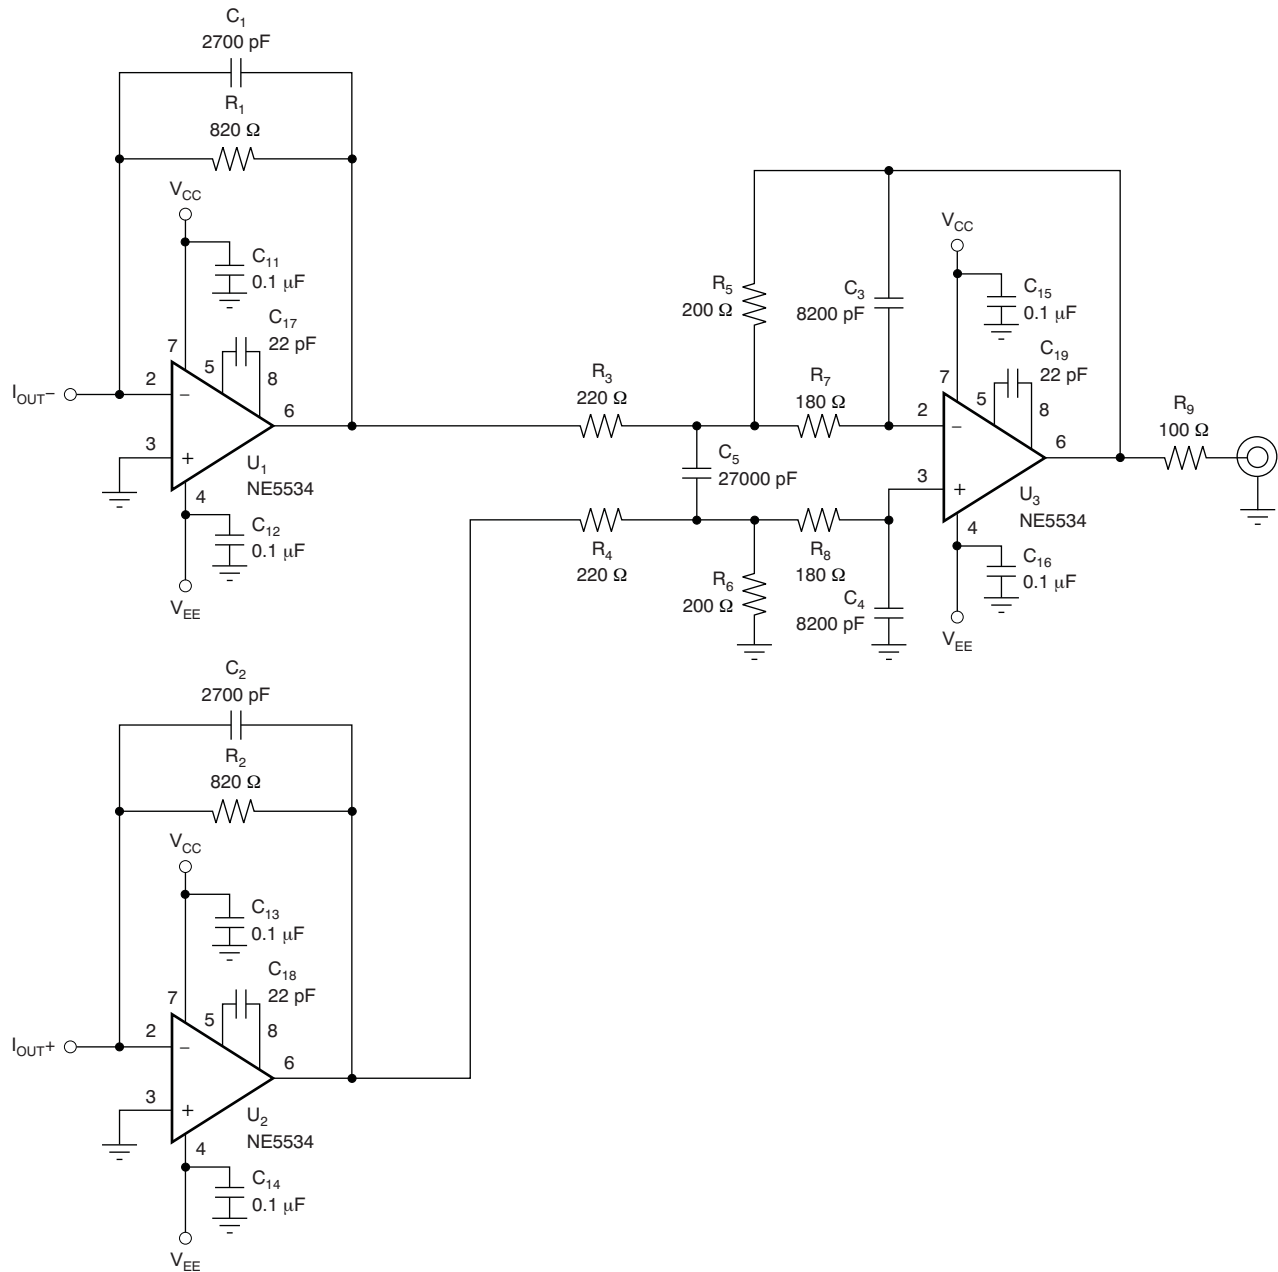 C1
2700 pF
R1
820 Ω
VCC
C11
0.1 μF
C17
22 pF
7
5
8
2
IOUT–
–
6
3
+
U1
NE5534
4
C12
0.1 μF
VEE
R3
220 Ω
R5
200 Ω
C3
8200 pF
R7
180 Ω
C5
27000 pF
R4
220 Ω
R6
200 Ω
R8
180 Ω
C4
8200 pF
VCC
C15
0.1 μF
C19
22 pF
7
5
8
2
–
6
3
+
U3
NE5534
4
C16
0.1 μF
VEE
R9
100 Ω
C2
2700 pF
R2
820 Ω
VCC
C13
0.1 μF
C18
22 pF
7
5
8
2
IOUT+
–
6
3
+
U2
NE5534
4
C14
0.1 μF
VEE